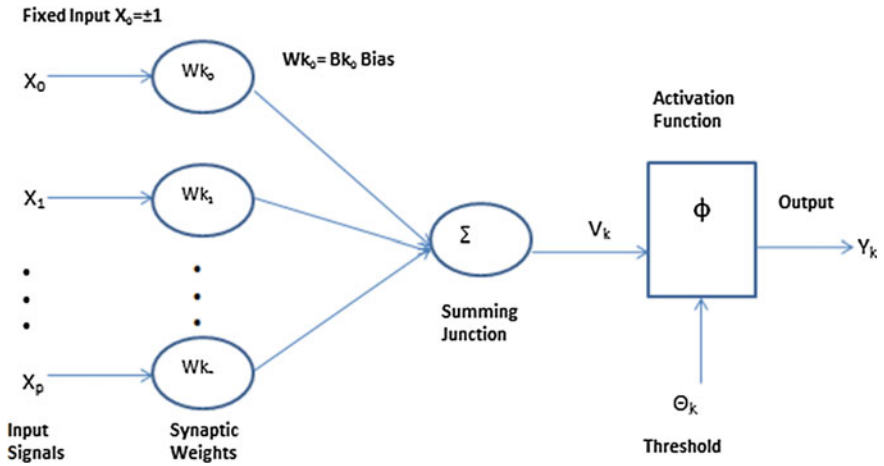 Fixed Input X₀=±1
X₀
Wk₀
Wk₀= Bk₀ Bias
X₁
Wk₁
Xₚ
Input
Signals
Synaptic
Weights
Σ
Summing
Junction
Vₖ
Activation
Function
ϕ
Output
Yₖ
Θₖ
Threshold